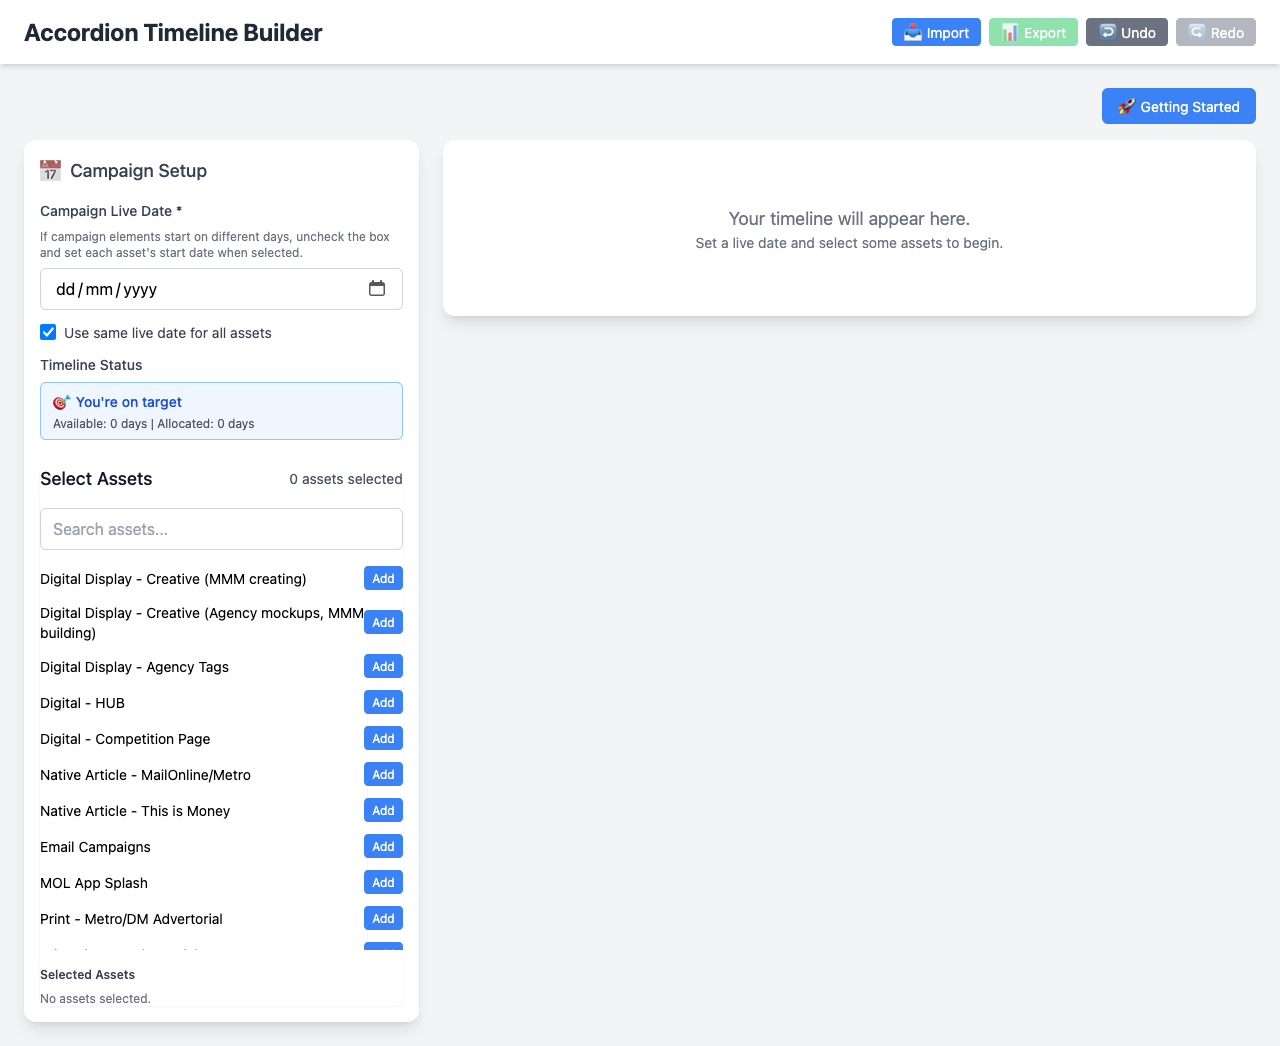 Accordion Timeline Builder
Import
Export
Undo
Redo
Getting Started
Campaign Setup
Campaign Live Date *
If campaign elements start on different days, uncheck the box
and set each asset's start date when selected.
dd/mm/yyyy
Use same live date for all assets
Timeline Status
You're on target
Available: 0 days | Allocated: 0 days
Select Assets
0 assets selected
Search assets...
Digital Display - Creative (MMM creating)
Add
Digital Display - Creative (Agency mockups, MMM
building)
Add
Digital Display - Agency Tags
Add
Digital - HUB
Add
Digital - Competition Page
Add
Native Article - MailOnline/Metro
Add
Native Article - This is Money
Add
Email Campaigns
Add
MOL App Splash
Add
Print - Metro/DM Advertorial
Add
Selected Assets
No assets selected.
Your timeline will appear here.
Set a live date and select some assets to begin.